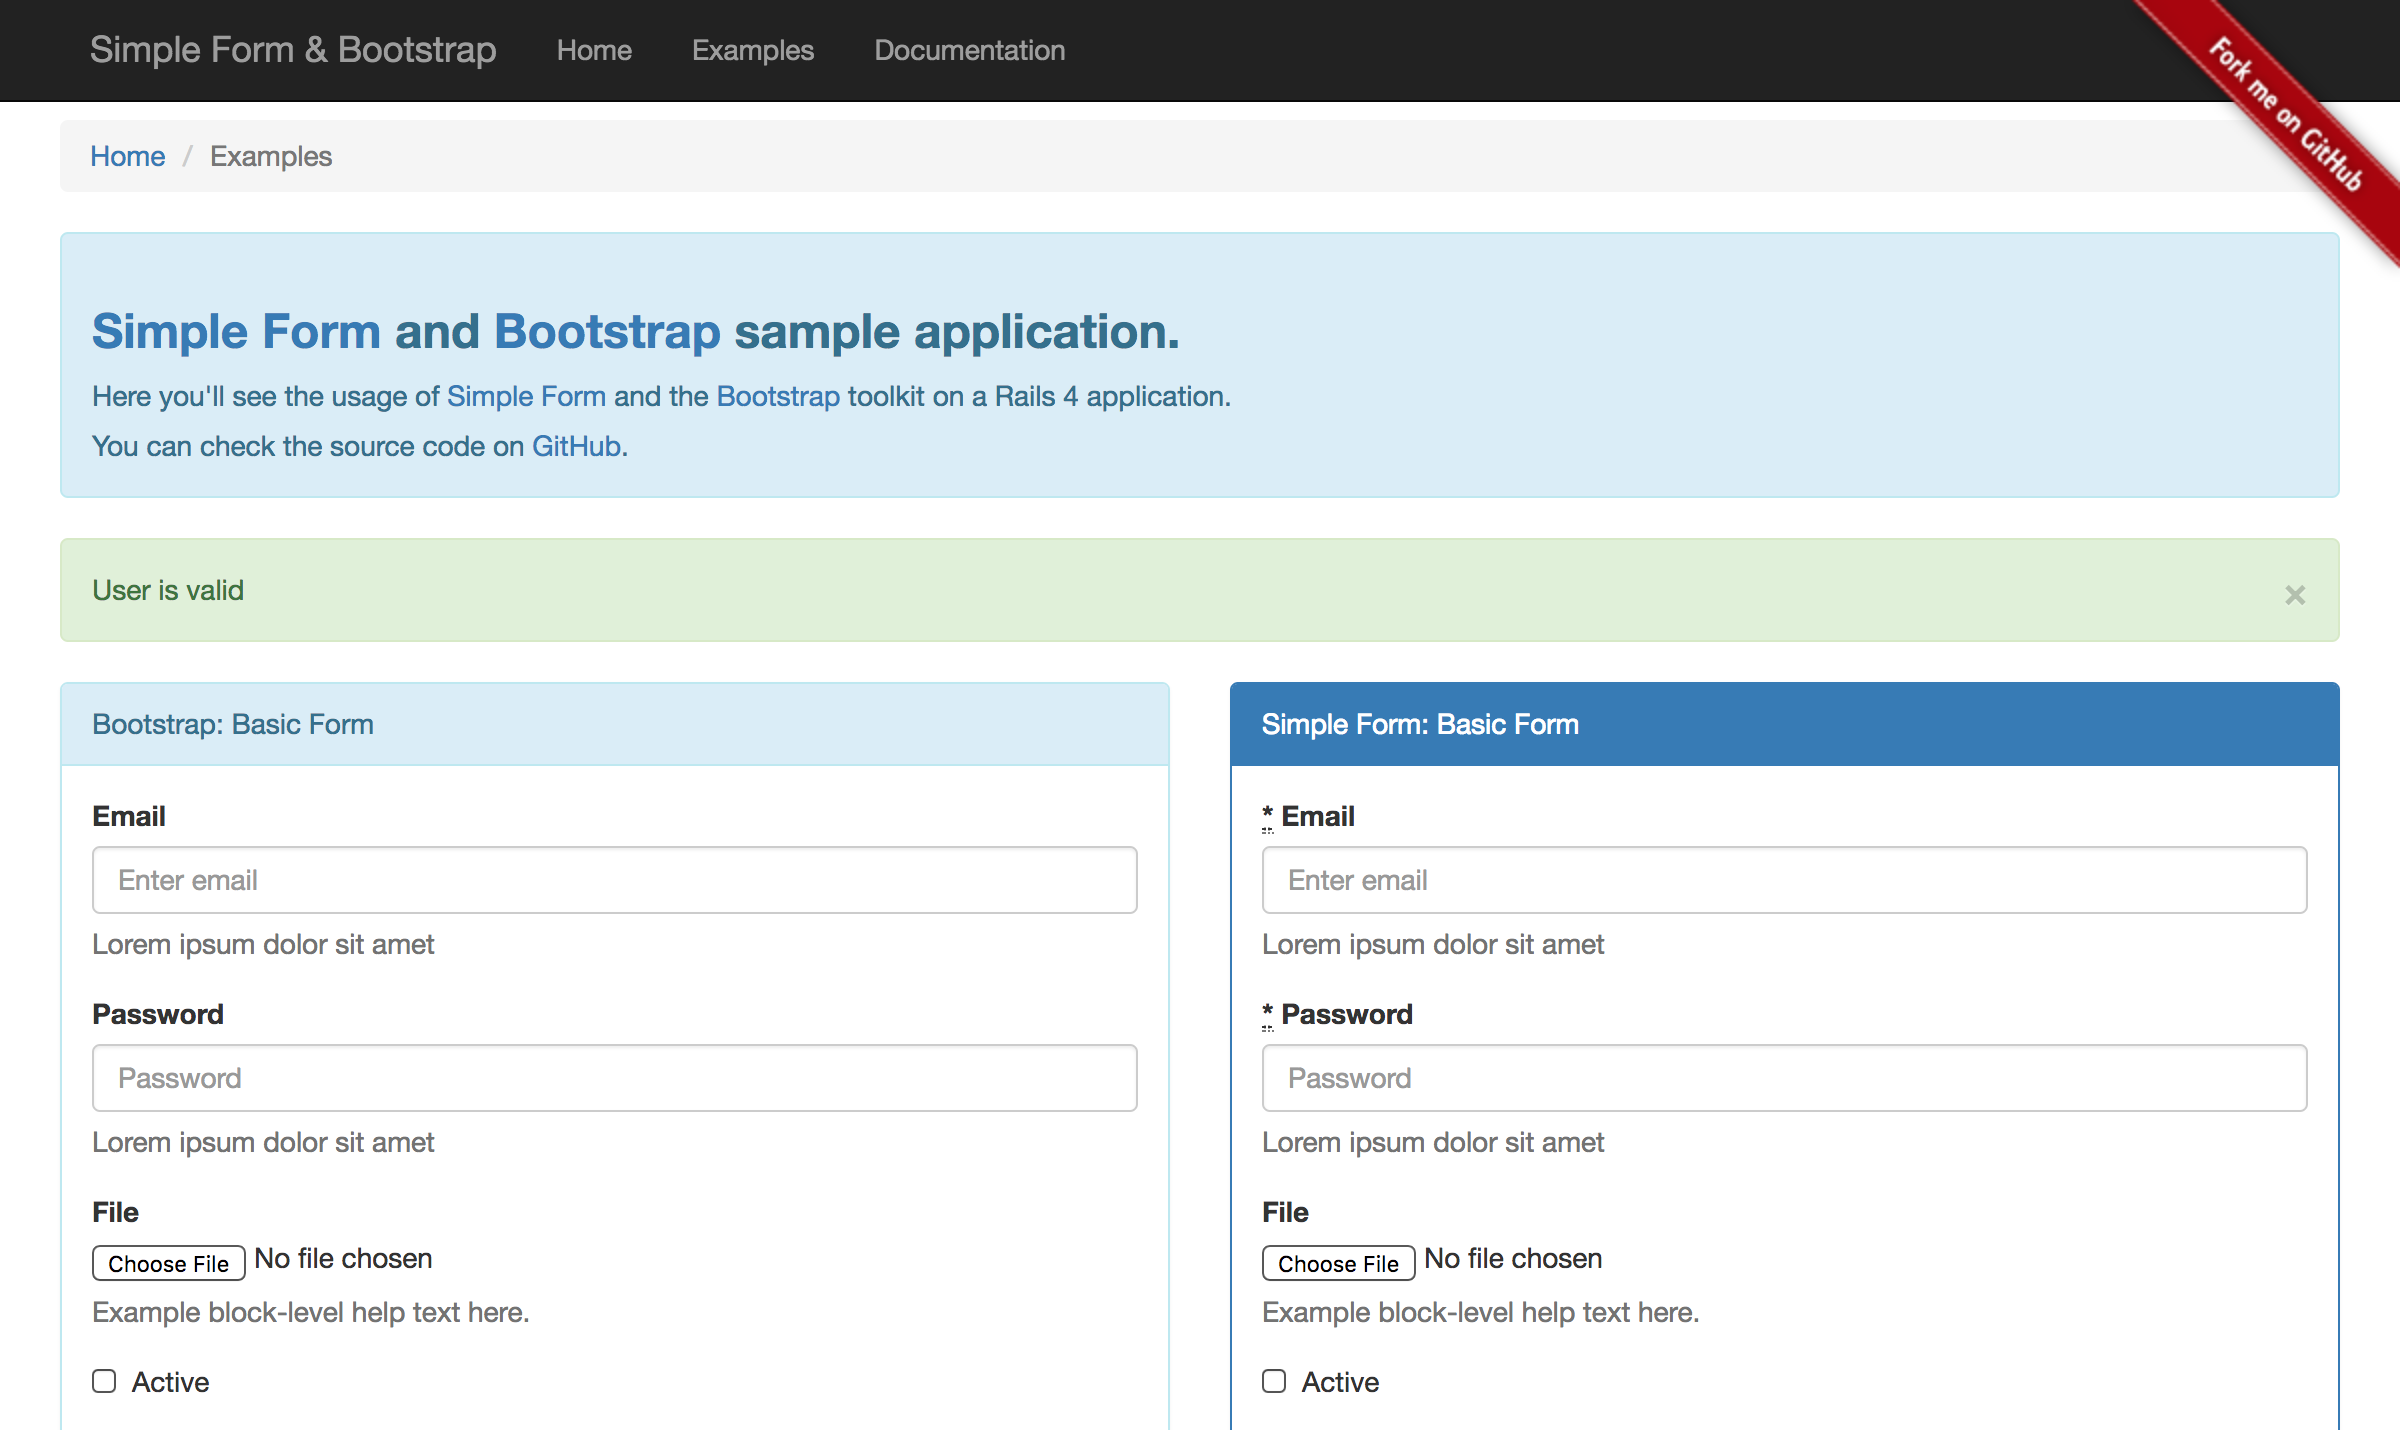 Simple Form & Bootstrap Home Examples Documentation
Fork me on GitHub
Home / Examples
Simple Form and Bootstrap sample application.
Here you'll see the usage of Simple Form and the Bootstrap toolkit on a Rails 4 application.
You can check the source code on GitHub.
User is valid ×
Bootstrap: Basic Form
Email
Enter email
Lorem ipsum dolor sit amet
Password
Password
Lorem ipsum dolor sit amet
File
Choose File No file chosen
Example block-level help text here.
Active
Simple Form: Basic Form
* Email
Enter email
Lorem ipsum dolor sit amet
* Password
Password
Lorem ipsum dolor sit amet
File
Choose File No file chosen
Example block-level help text here.
Active